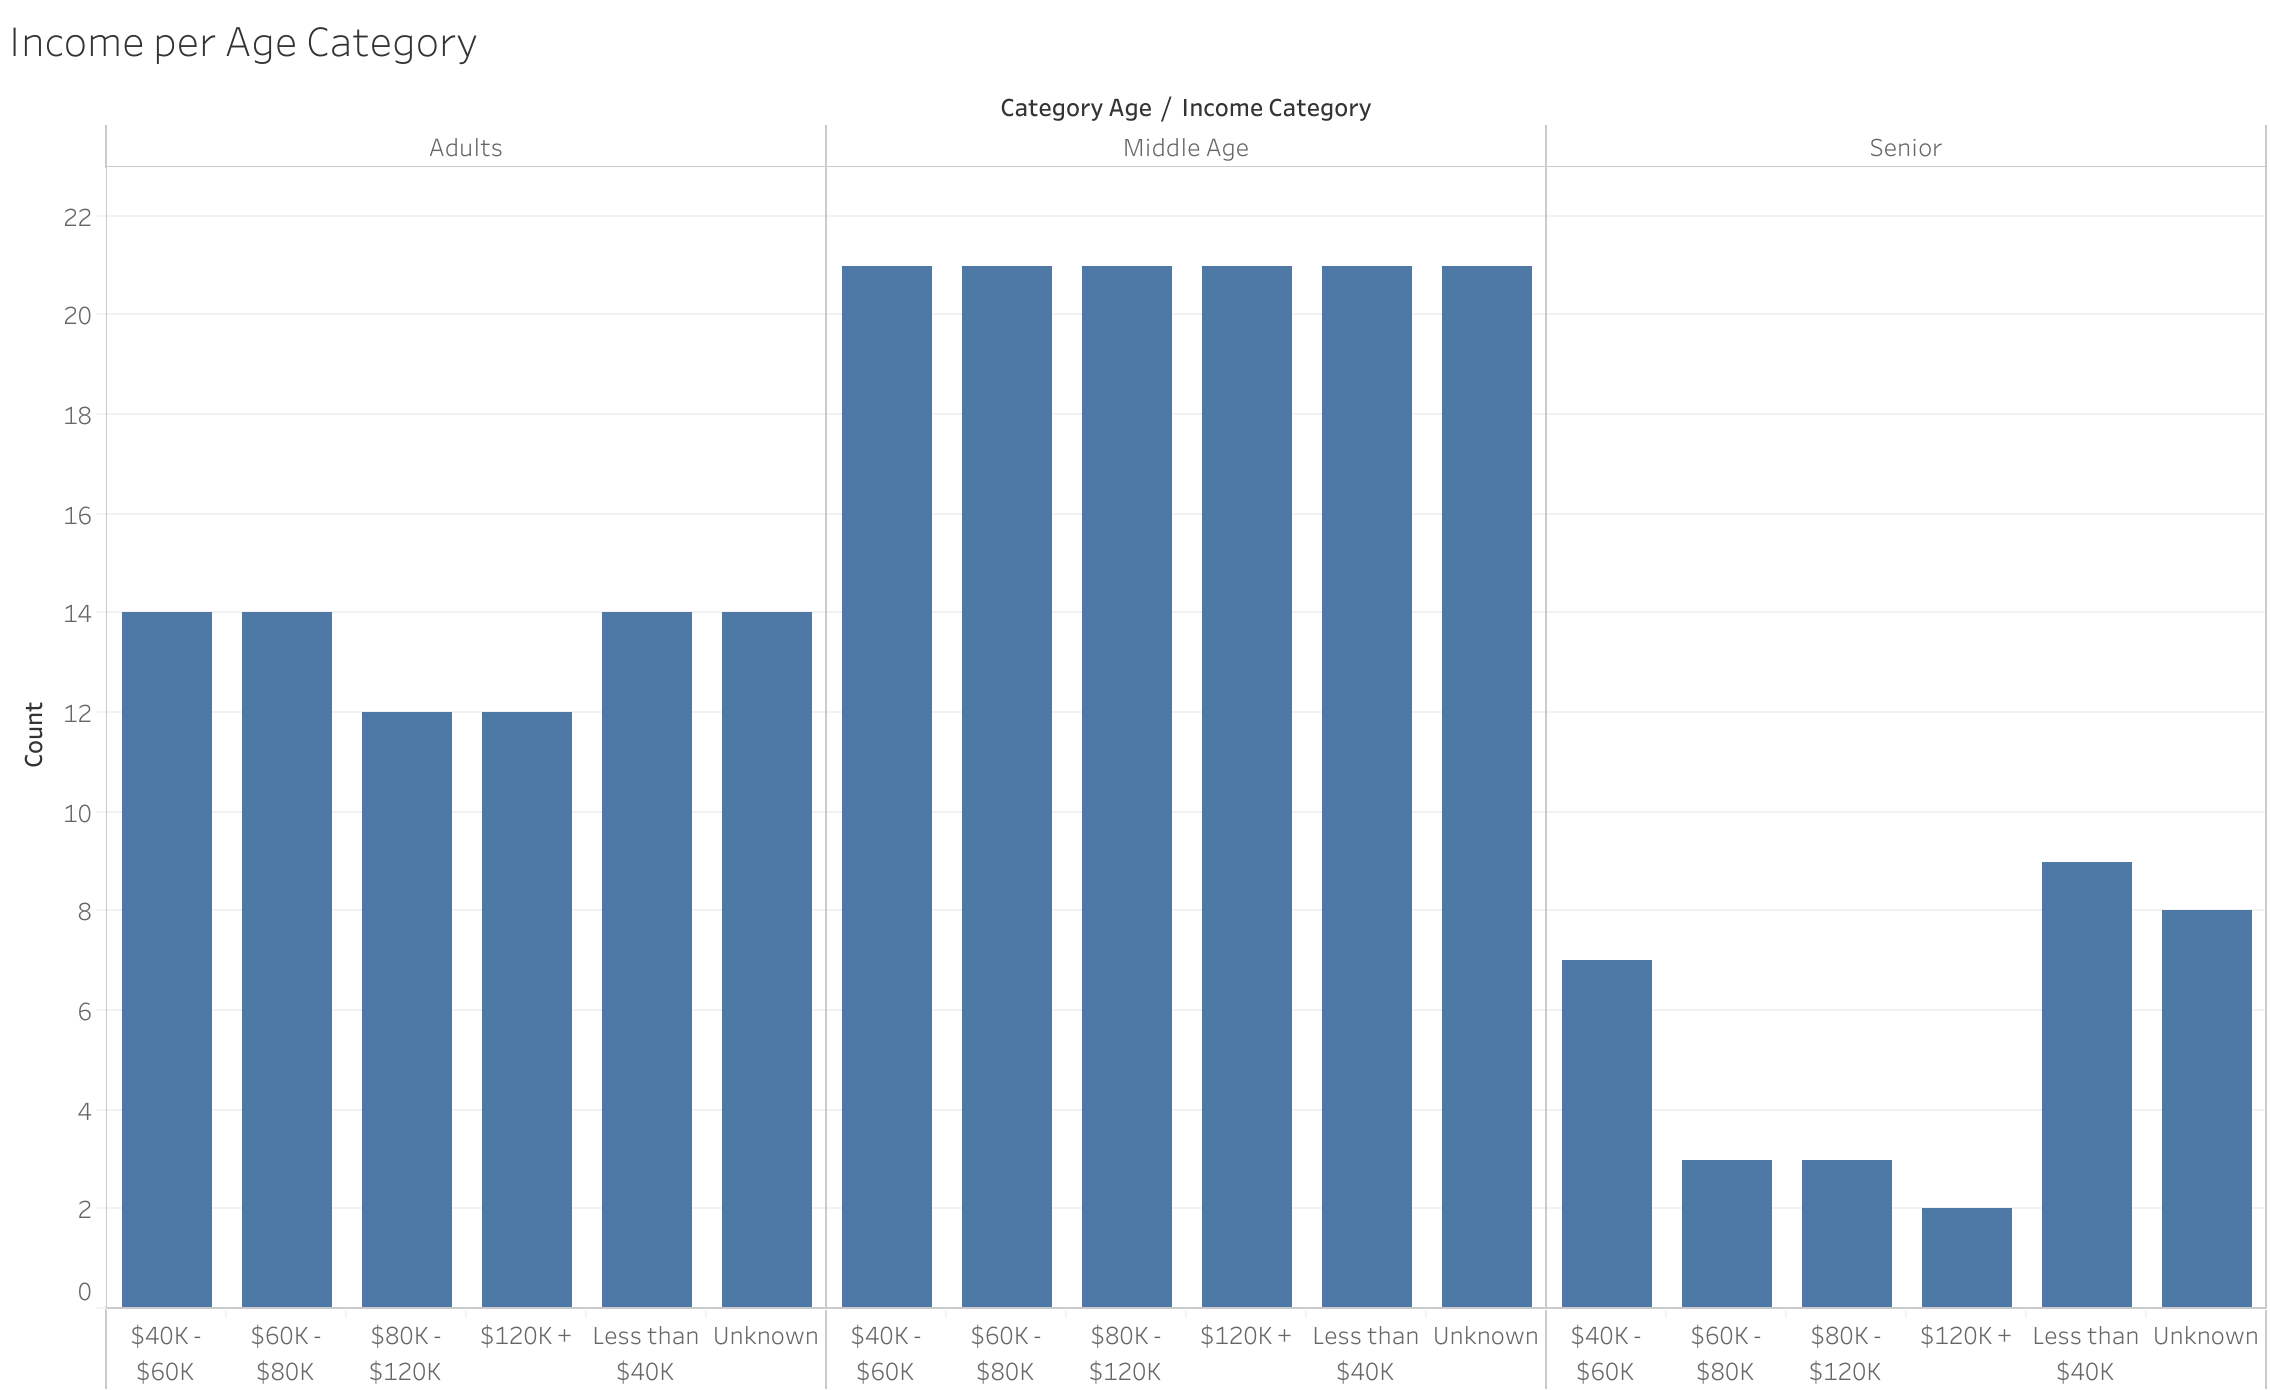 Income per Age Category
Category Age / Income Category
Adults Middle Age Senior
22
20
18
16
14
12
10
8
6
4
2
0
Count
$40K - $60K - $80K - $120K + Less than Unknown $40K - $60K - $80K - $120K + Less than Unknown $40K - $60K - $80K - $120K + Less than Unknown
$60K $80K $120K $40K $60K $80K $120K $40K $60K $80K $120K $40K